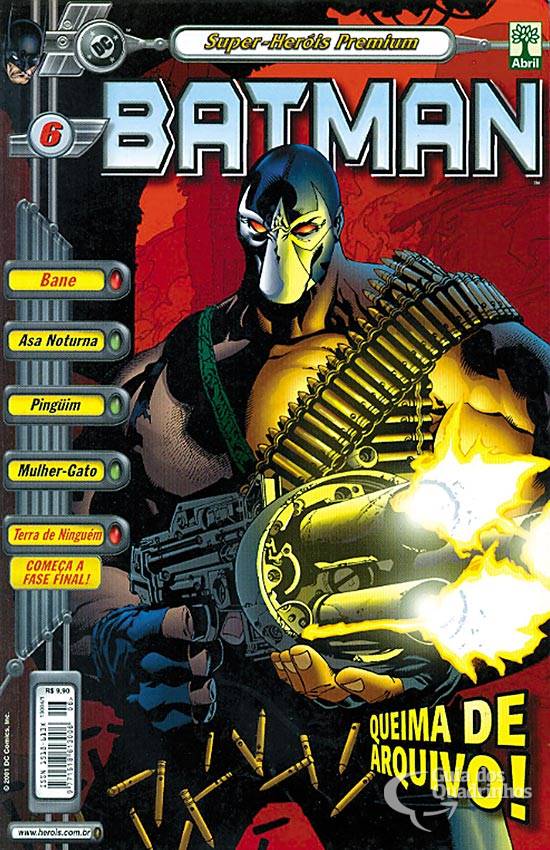 DC
Super-Heróis Premium
Abril
6
BATMAN
TM
Bane
Asa Noturna
Pingüim
Mulher-Gato
Terra de Ninguém
COMEÇA A
FASE FINAL!
R$ 9,90
© 2001 DC Comics, Inc.
www.herois.com.br
QUEIMA DE
ARQUIVO!
Guia dos
Quadrinhos